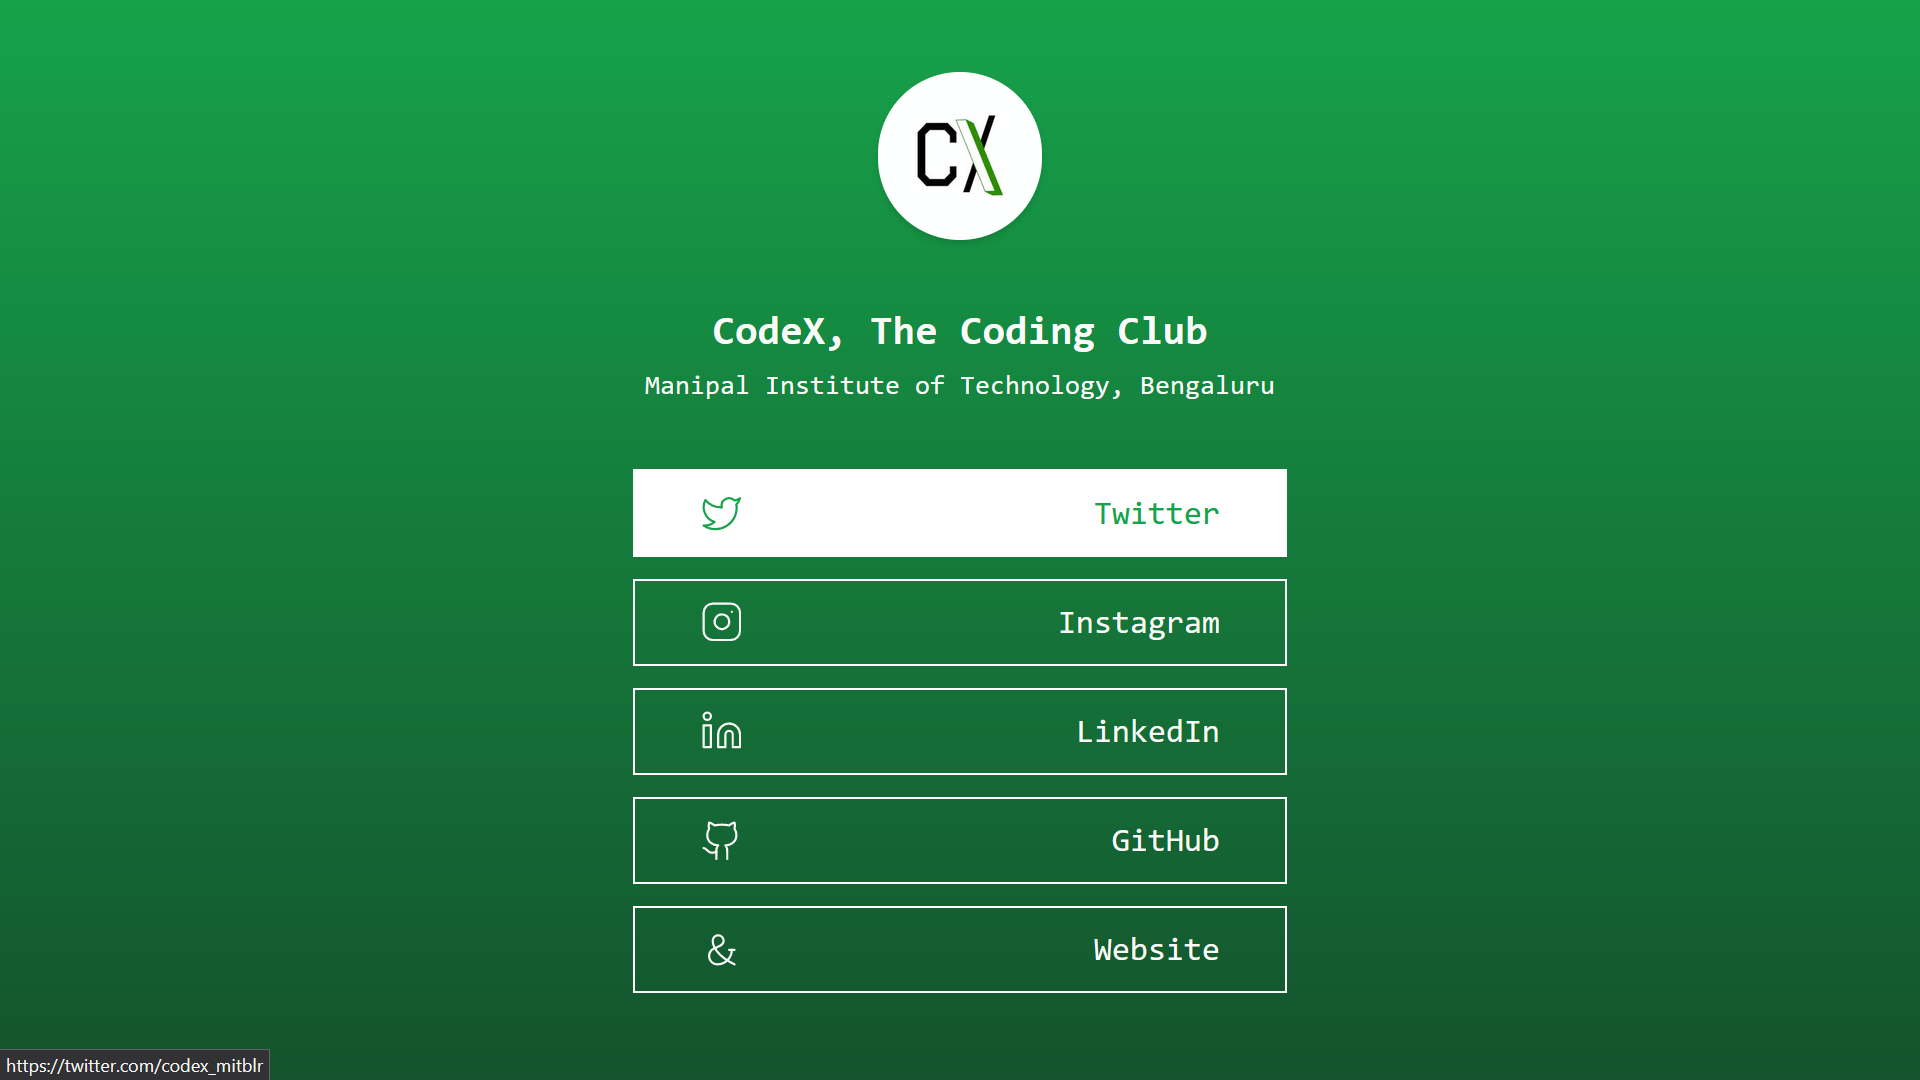 CX
CodeX, The Coding Club
Manipal Institute of Technology, Bengaluru
Twitter
Instagram
LinkedIn
GitHub
& Website
https://twitter.com/codex_mitblr